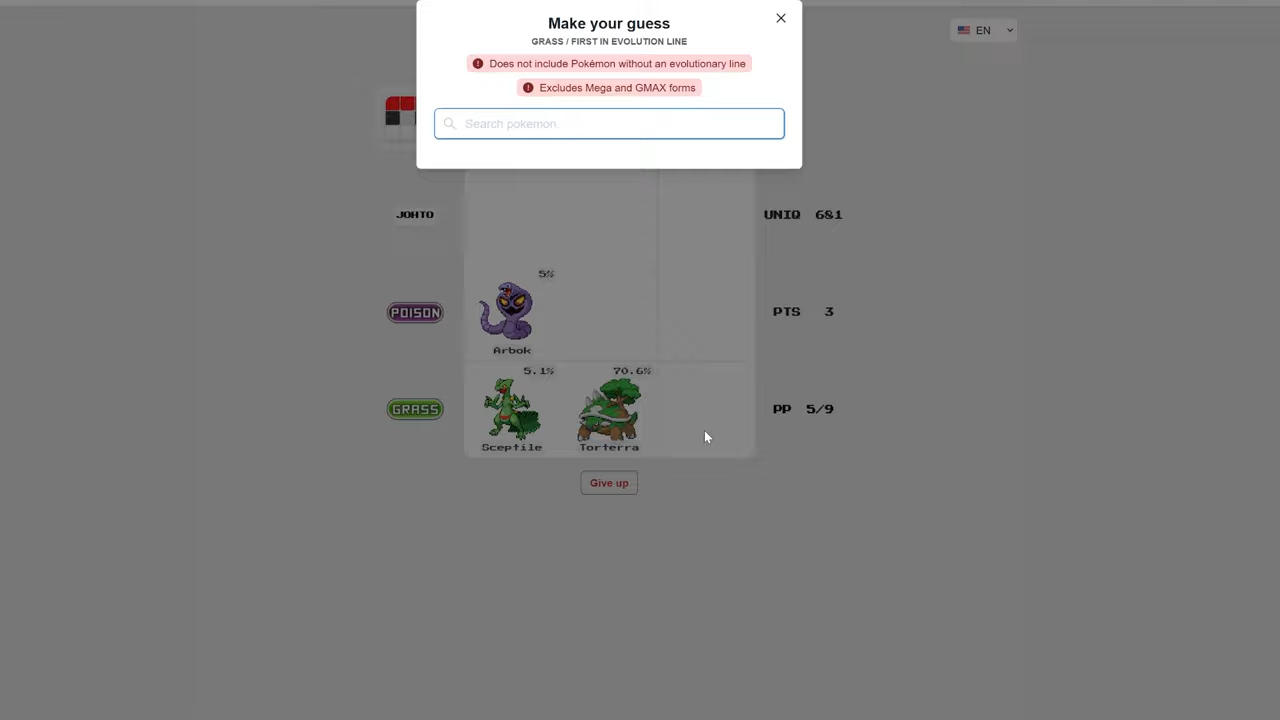 Make your guess
GRASS / FIRST IN EVOLUTION LINE
Does not include Pokémon without an evolutionary line
Excludes Mega and GMAX forms
Search pokemon
EN
JOHTO
UNIQ 681
5%
POISON
Arbok
PTS 3
5.1%
70.6%
GRASS
Sceptile
Torterra
PP 5/9
Give up